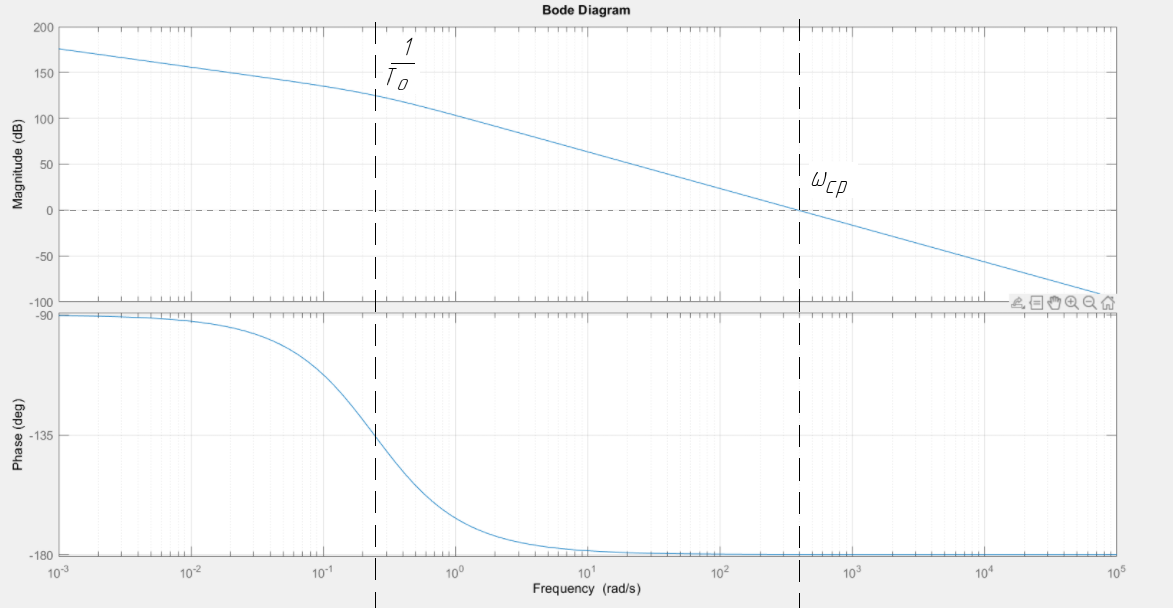 Bode Diagram
Magnitude (dB)
200
150
100
50
0
-50
-100
1
T₀
ω_ср
Phase (deg)
-90
-135
-180
10⁻³ 10⁻² 10⁻¹ 10⁰ 10¹ 10² 10³ 10⁴ 10⁵
Frequency (rad/s)